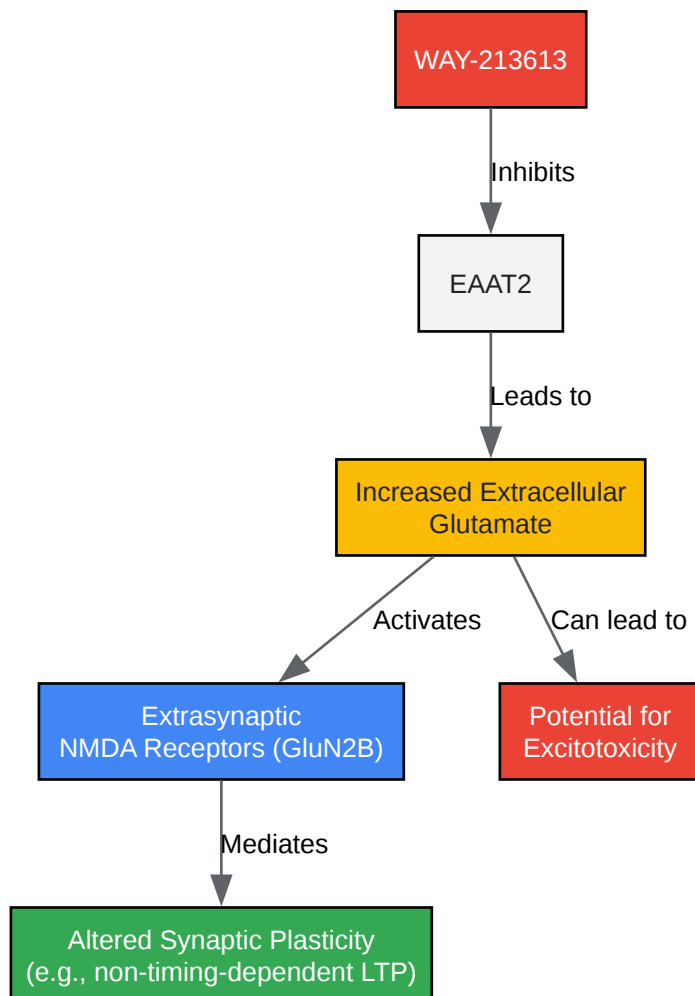 WAY-213613
Inhibits
EAAT2
Leads to
Increased Extracellular
Glutamate
Activates
Can lead to
Extrasynaptic
NMDA Receptors (GluN2B)
Potential for
Excitotoxicity
Mediates
Altered Synaptic Plasticity
(e.g., non-timing-dependent LTP)